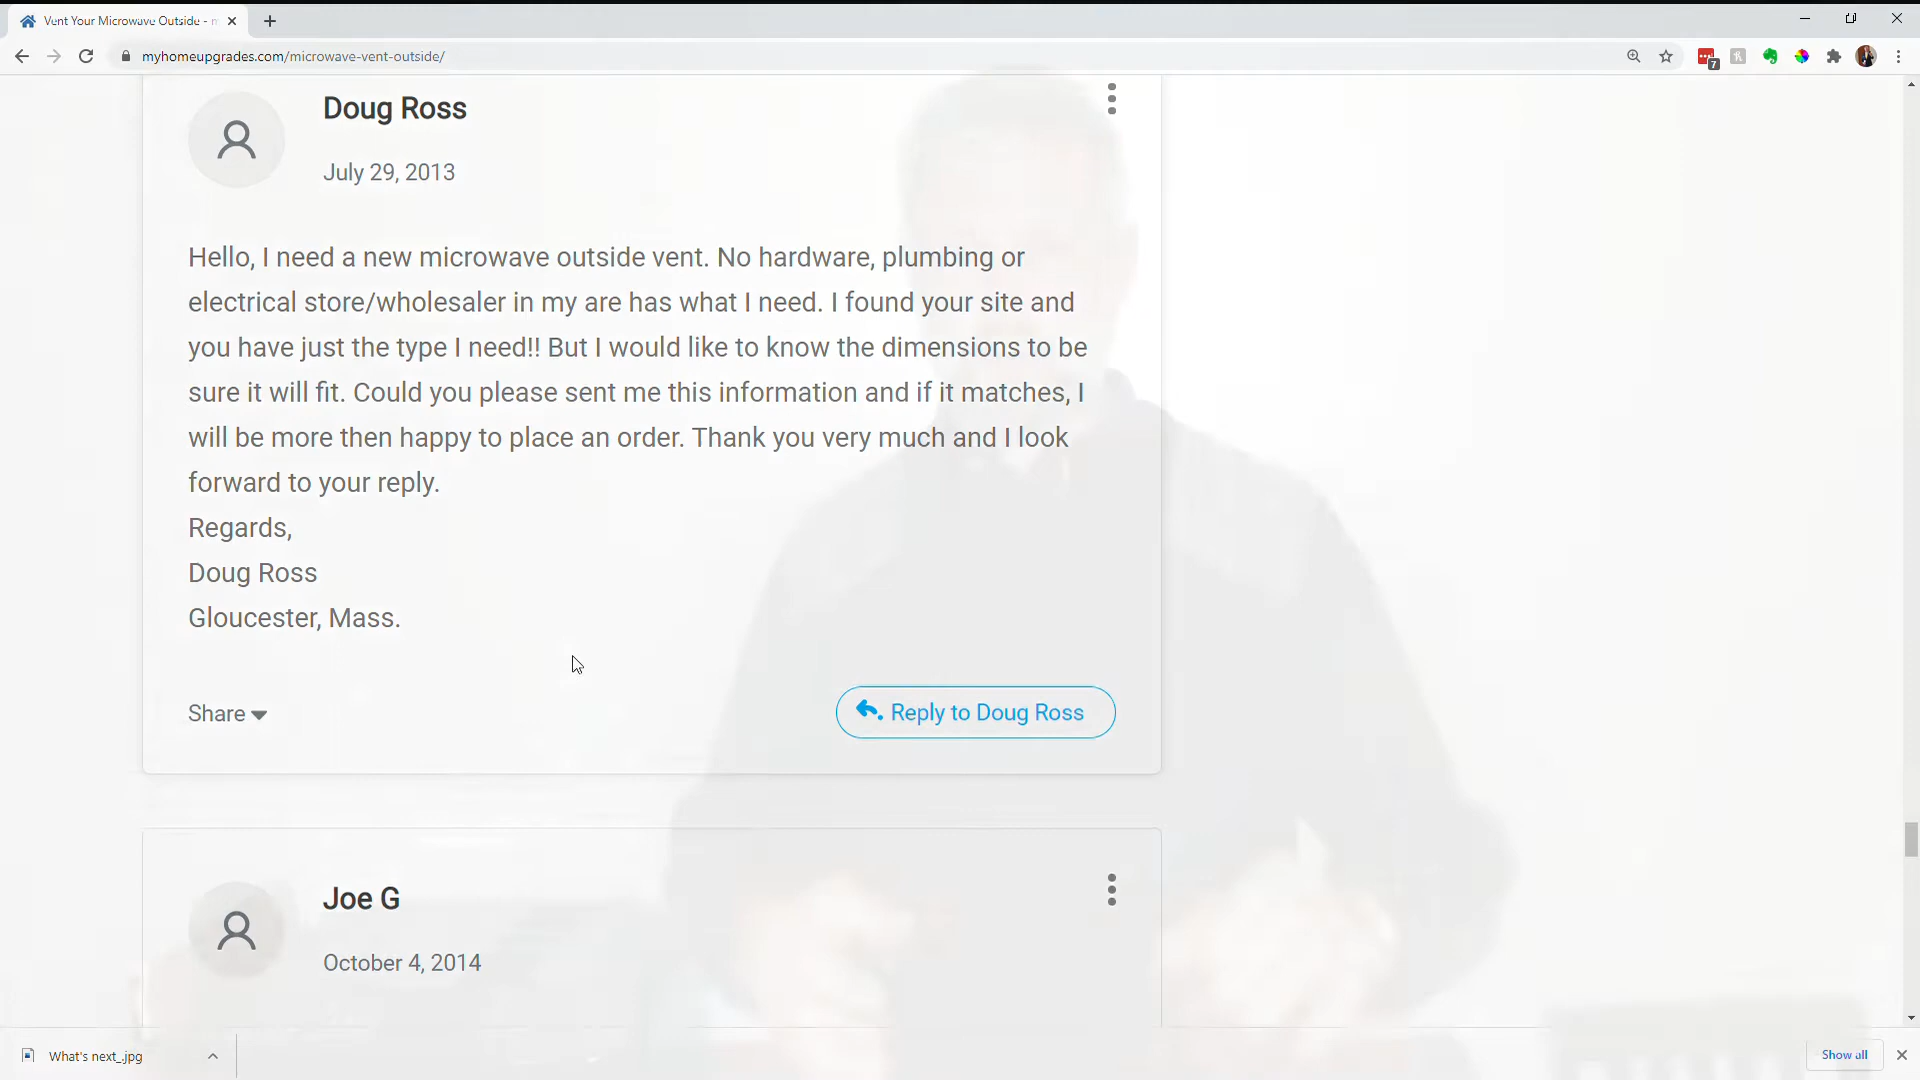 Vent Your Microwave Outside -
myhomeupgrades.com/microwave-vent-outside/
7
Doug Ross
July 29, 2013
Hello, I need a new microwave outside vent. No hardware, plumbing or
electrical store/wholesaler in my are has what I need. I found your site and
you have just the type I need!! But I would like to know the dimensions to be
sure it will fit. Could you please sent me this information and if it matches, I
will be more then happy to place an order. Thank you very much and I look
forward to your reply.
Regards,
Doug Ross
Gloucester, Mass.
Share
Reply to Doug Ross
Joe G
October 4, 2014
What's next_.jpg
Show all